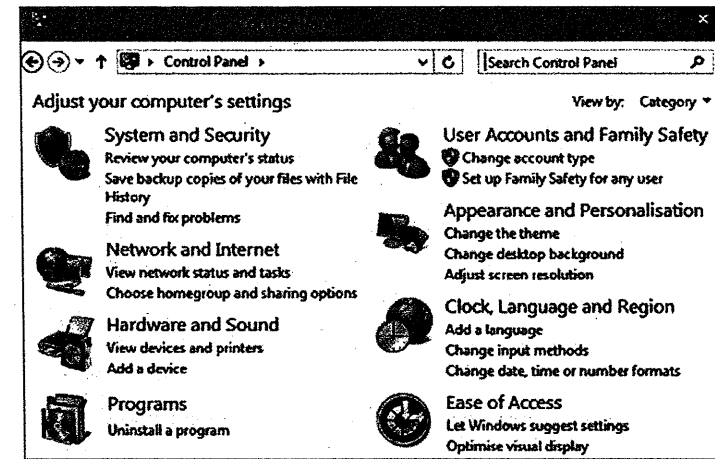 Control Panel
Search Control Panel
Adjust your computer's settings
View by: Category
System and Security
Review your computer's status
Save backup copies of your files with File
History
Find and fix problems
Network and Internet
View network status and tasks
Choose homegroup and sharing options
Hardware and Sound
View devices and printers
Add a device
Programs
Uninstall a program
User Accounts and Family Safety
Change account type
Set up Family Safety for any user
Appearance and Personalisation
Change the theme
Change desktop background
Adjust screen resolution
Clock, Language and Region
Add a language
Change input methods
Change date, time or number formats
Ease of Access
Let Windows suggest settings
Optimise visual display